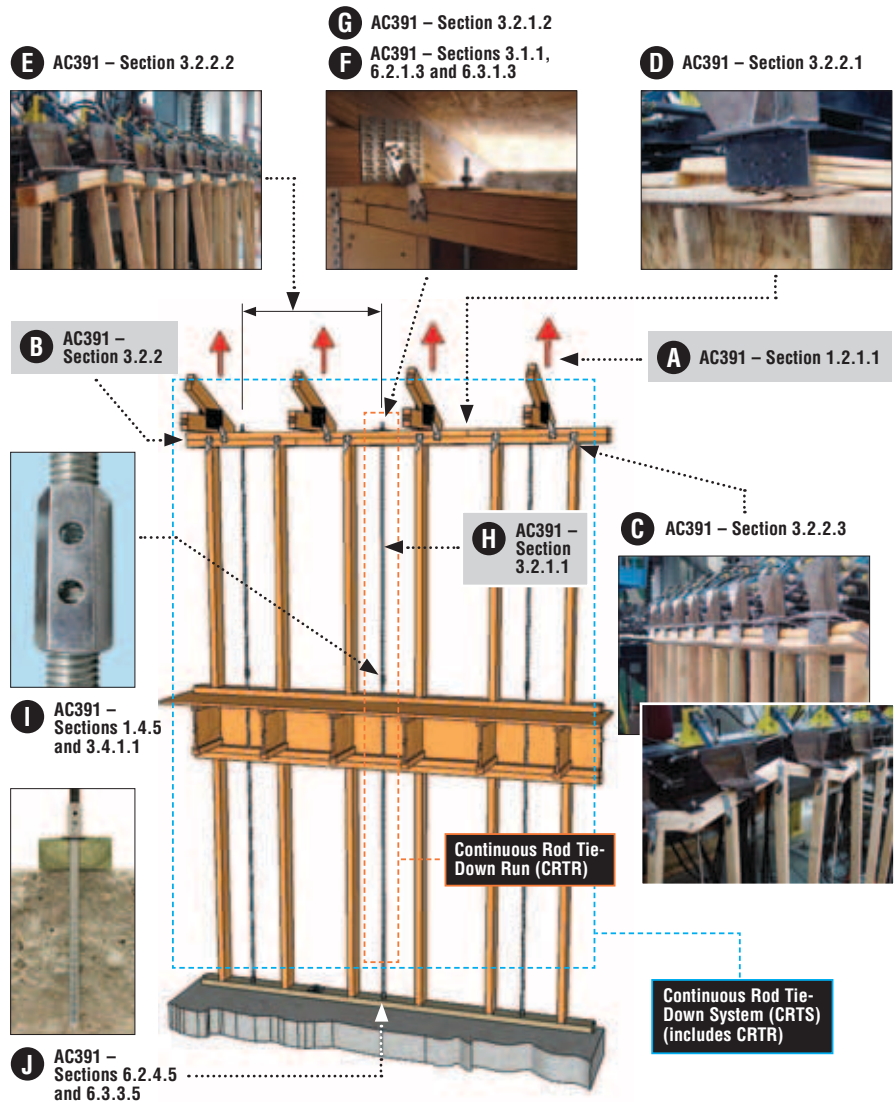 G AC391 – Section 3.2.1.2
E AC391 – Section 3.2.2.2
F AC391 – Sections 3.1.1,
6.2.1.3 and 6.3.1.3
D AC391 – Section 3.2.2.1
B AC391 –
Section 3.2.2
A AC391 – Section 1.2.1.1
H AC391 –
Section
3.2.1.1
C AC391 – Section 3.2.2.3
I AC391 –
Sections 1.4.5
and 3.4.1.1
Continuous Rod Tie-
Down Run (CRTR)
Continuous Rod Tie-
Down System (CRTS)
(includes CRTR)
J AC391 –
Sections 6.2.4.5
and 6.3.3.5